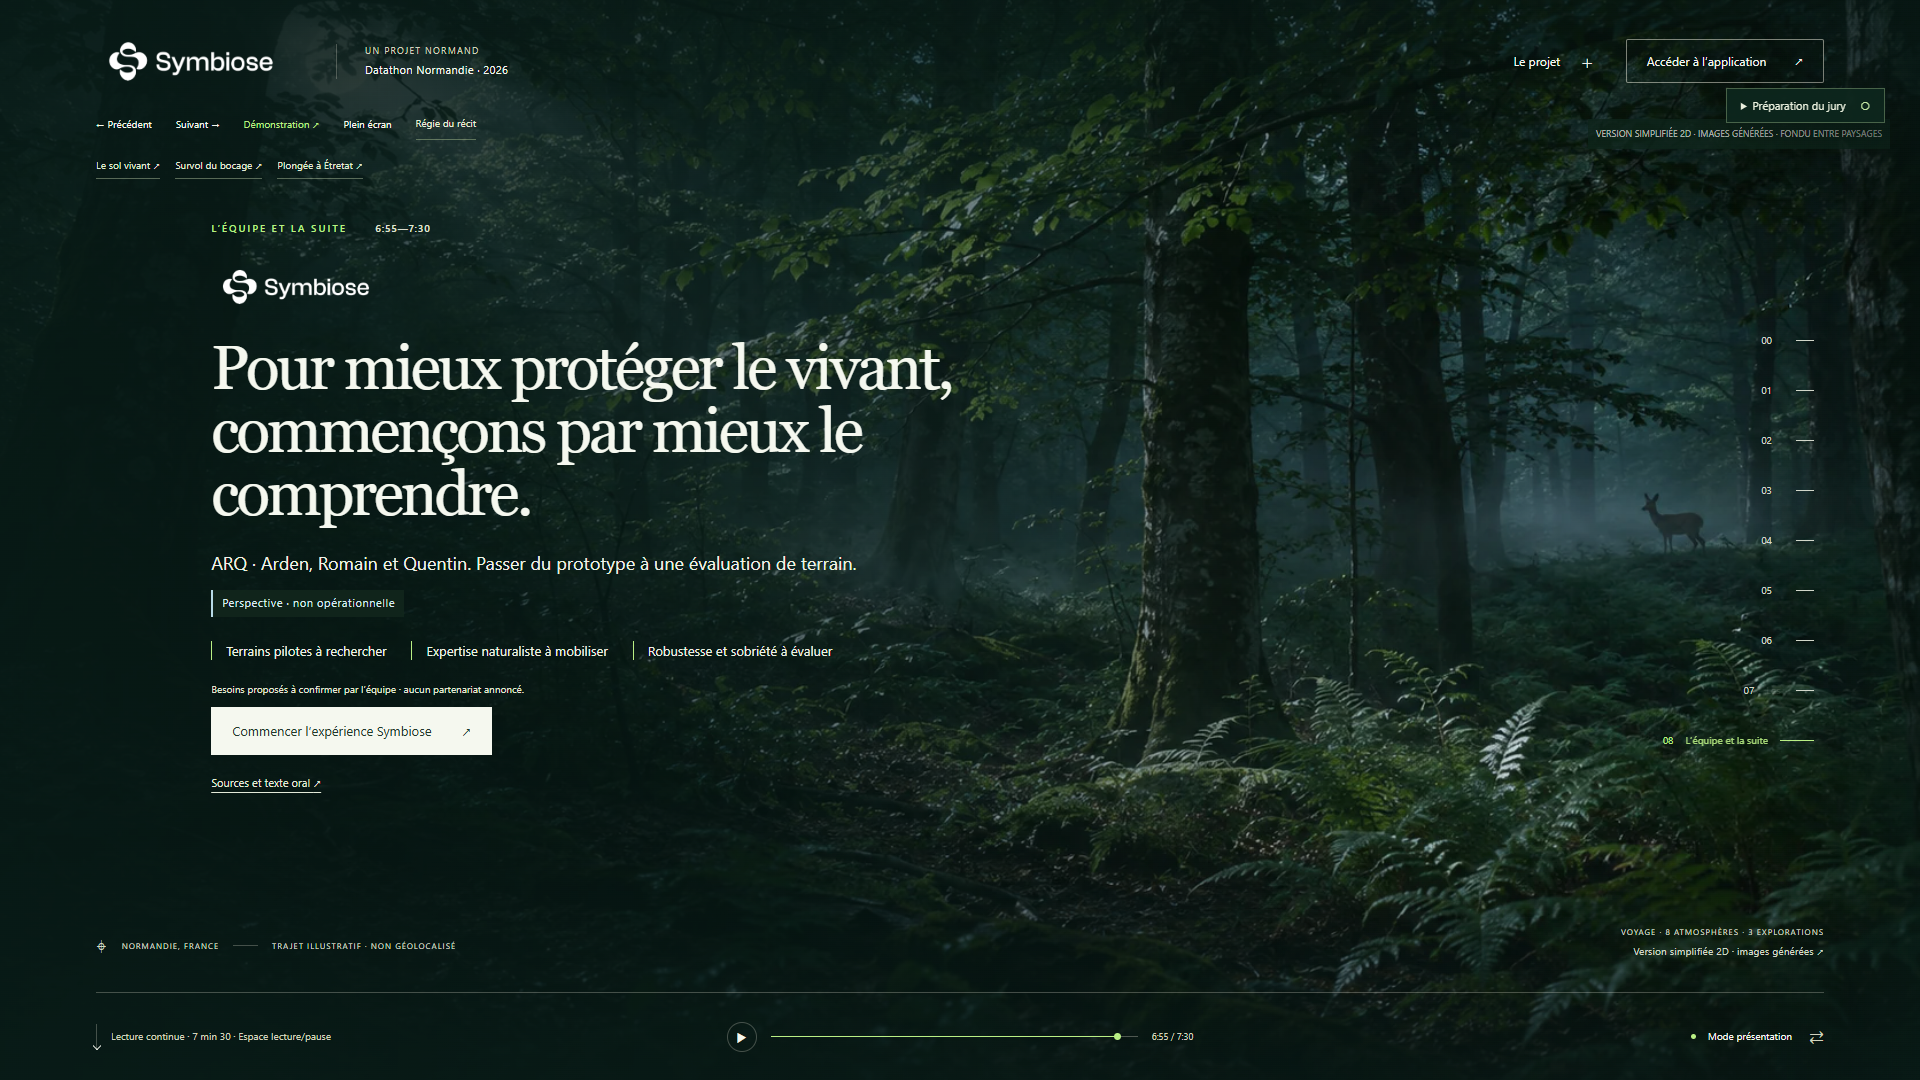 Symbiose
UN PROJET NORMAND
Datathon Normandie · 2026
Le projet +
Accéder à l'application ↗
▶ Préparation du jury
VERSION SIMPLIFIÉE 2D · IMAGES GÉNÉRÉES · FONDU ENTRE PAYSAGES
← Précédent
Suivant →
Démonstration ↗
Plein écran
Régie du récit
Le sol vivant ↗
Survol du bocage ↗
Plongée à Étretat ↗
L'ÉQUIPE ET LA SUITE
6:55—7:30
Symbiose
Pour mieux protéger le vivant,
commençons par mieux le
comprendre.
ARQ · Arden, Romain et Quentin. Passer du prototype à une évaluation de terrain.
Perspective · non opérationnelle
Terrains pilotes à rechercher
Expertise naturaliste à mobiliser
Robustesse et sobriété à évaluer
Besoins proposés à confirmer par l'équipe · aucun partenariat annoncé.
Commencer l'expérience Symbiose ↗
Sources et texte oral ↗
00
01
02
03
04
05
06
07
08 L'équipe et la suite
NORMANDIE, FRANCE
TRAJET ILLUSTRATIF · NON GÉOLOCALISÉ
VOYAGE · 8 ATMOSPHÈRES · 3 EXPLORATIONS
Version simplifiée 2D · images générées ↗
Lecture continue · 7 min 30 · Espace lecture/pause
6:55 / 7:30
Mode présentation